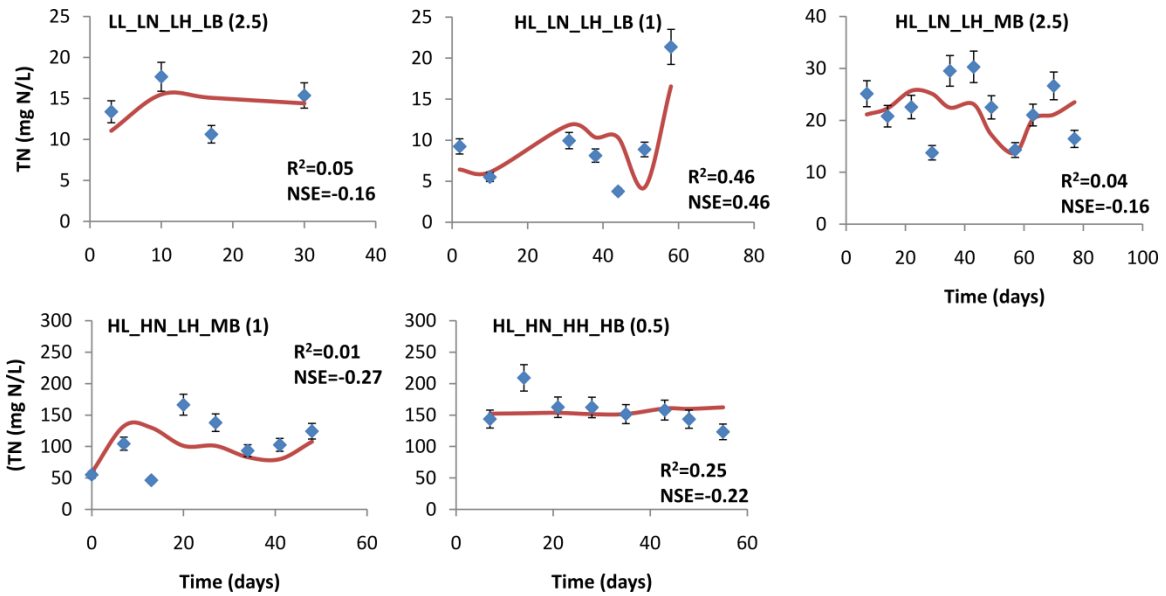 LL_LN_LH_LB (2.5)
25
20
15
10
5
0
TN (mg N/L)
R²=0.05
NSE=-0.16
0 10 20 30 40
HL_LN_LH_LB (1)
25
20
15
10
5
0
R²=0.46
NSE=0.46
0 20 40 60 80
HL_LN_LH_MB (2.5)
40
30
20
10
0
R²=0.04
NSE=-0.16
0 20 40 60 80 100
Time (days)
HL_HN_LH_MB (1)
300
250
200
150
100
50
0
(TN (mg N/L)
R²=0.01
NSE=-0.27
0 20 40 60
Time (days)
HL_HN_HH_HB (0.5)
300
250
200
150
100
50
0
R²=0.25
NSE=-0.22
0 20 40 60
Time (days)